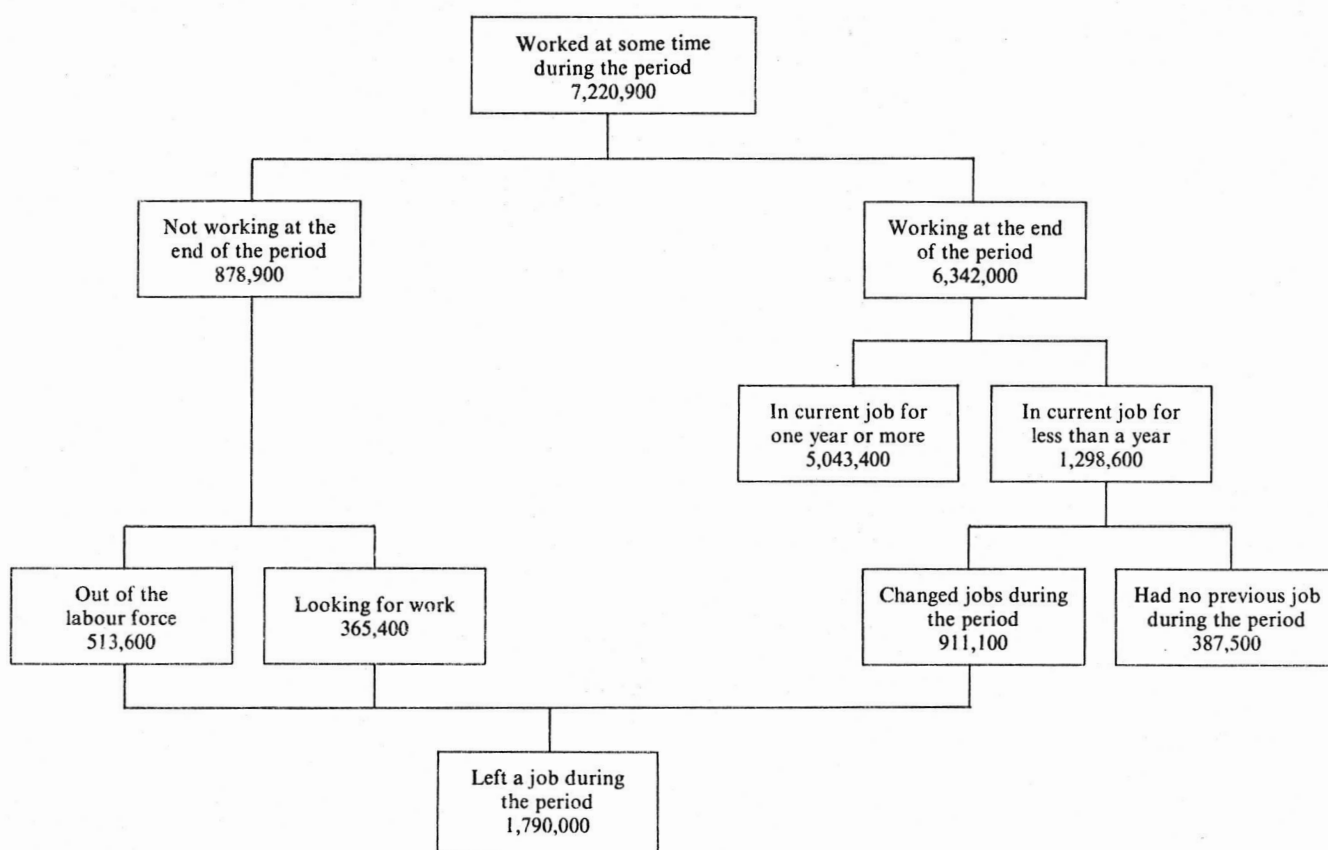 Worked at some time
during the period
7,220,900
Not working at the
end of the period
878,900
Working at the end
of the period
6,342,000
In current job for
one year or more
5,043,400
In current job for
less than a year
1,298,600
Out of the
labour force
513,600
Looking for work
365,400
Changed jobs during
the period
911,100
Had no previous job
during the period
387,500
Left a job during
the period
1,790,000